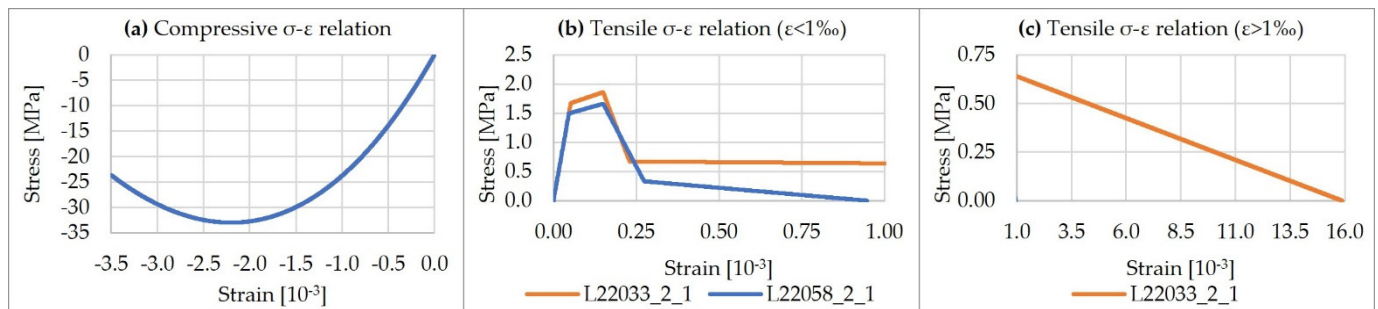 (a) Compressive σ-ε relation
0
-5
-10
-15
-20
-25
-30
-35
Stress [MPa]
-3.5 -3.0 -2.5 -2.0 -1.5 -1.0 -0.5 0.0
Strain [10-3]
(b) Tensile σ-ε relation (ε<1‰)
2.5
2.0
1.5
1.0
0.5
0.0
Stress [MPa]
0.00 0.25 0.50 0.75 1.00
Strain [10-3]
L22033_2_1 L22058_2_1
(c) Tensile σ-ε relation (ε>1‰)
0.75
0.50
0.25
0.00
Stress [MPa]
1.0 3.5 6.0 8.5 11.0 13.5 16.0
Strain [10-3]
L22033_2_1